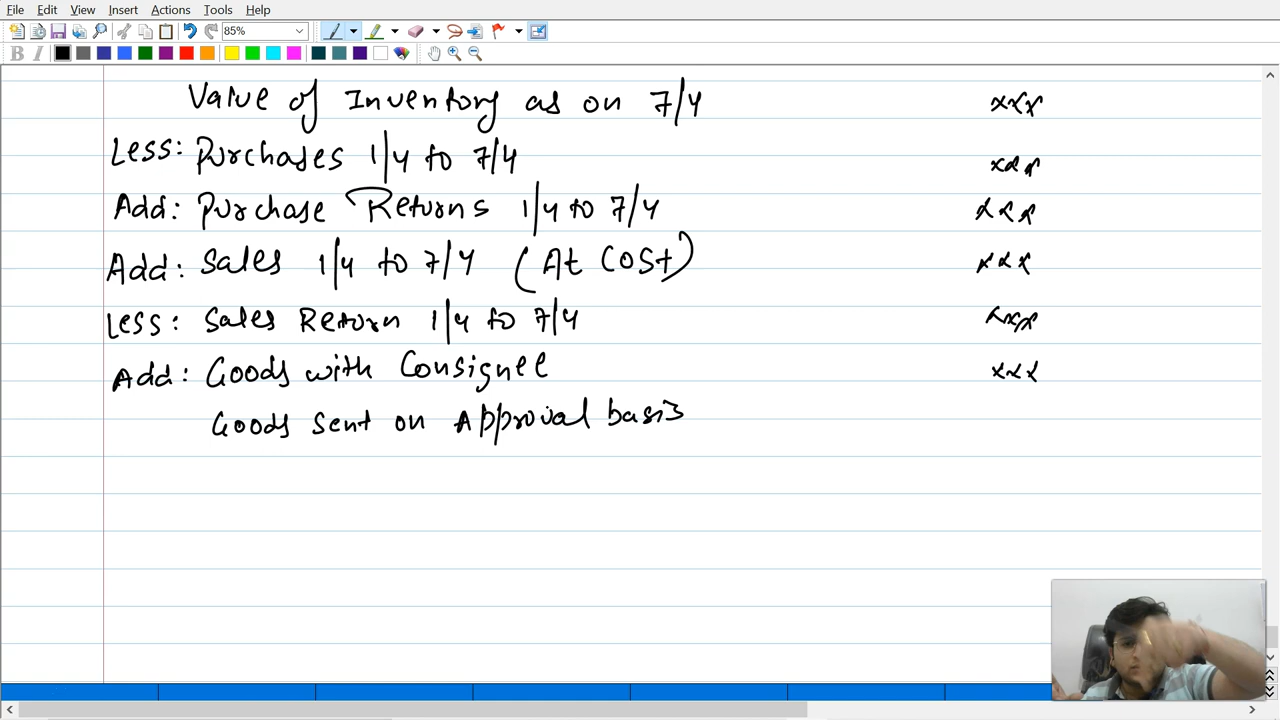 File Edit View Insert Actions Tools Help
85%
B I
Value of Inventory as on 7/4 xxx
Less: Purchases 1/4 to 7/4 xxx
Add: Purchase Returns 1/4 to 7/4 xxx
Add: Sales 1/4 to 7/4 (At Cost) xxx
Less: Sales Return 1/4 to 7/4 xxx
Add: Goods with Consignee xxx
Goods Sent on Approval basis